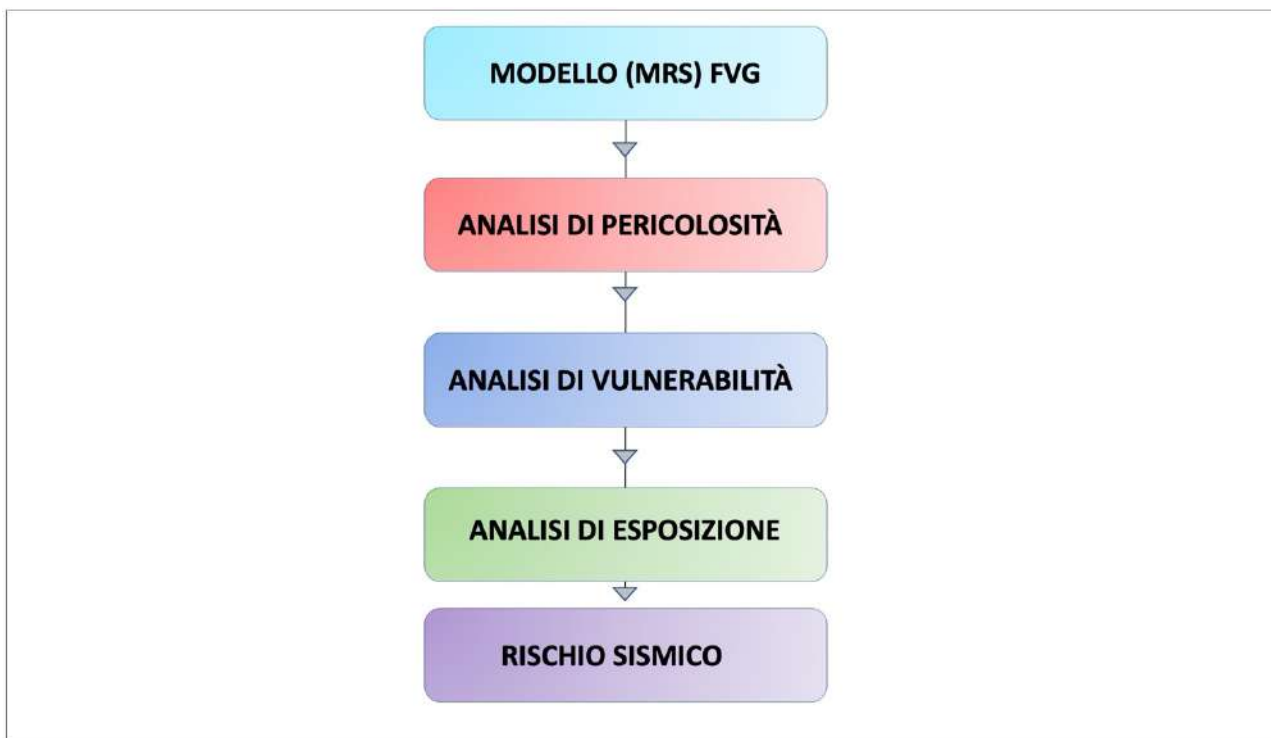 MODELLO (MRS) FVG
ANALISI DI PERICOLOSITÀ
ANALISI DI VULNERABILITÀ
ANALISI DI ESPOSIZIONE
RISCHIO SISMICO